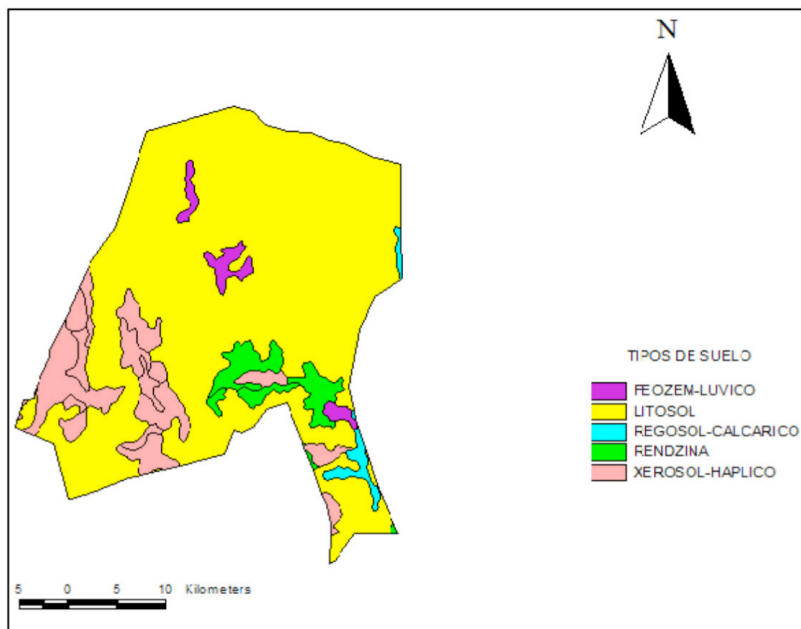 N
TIPOS DE SUELO
FEOZEM-LUVICO
LITOSOL
REGOSOL-CALCARICO
RENDZINA
XEROSOL-HAPLICO
5 0 5 10 Kilometers